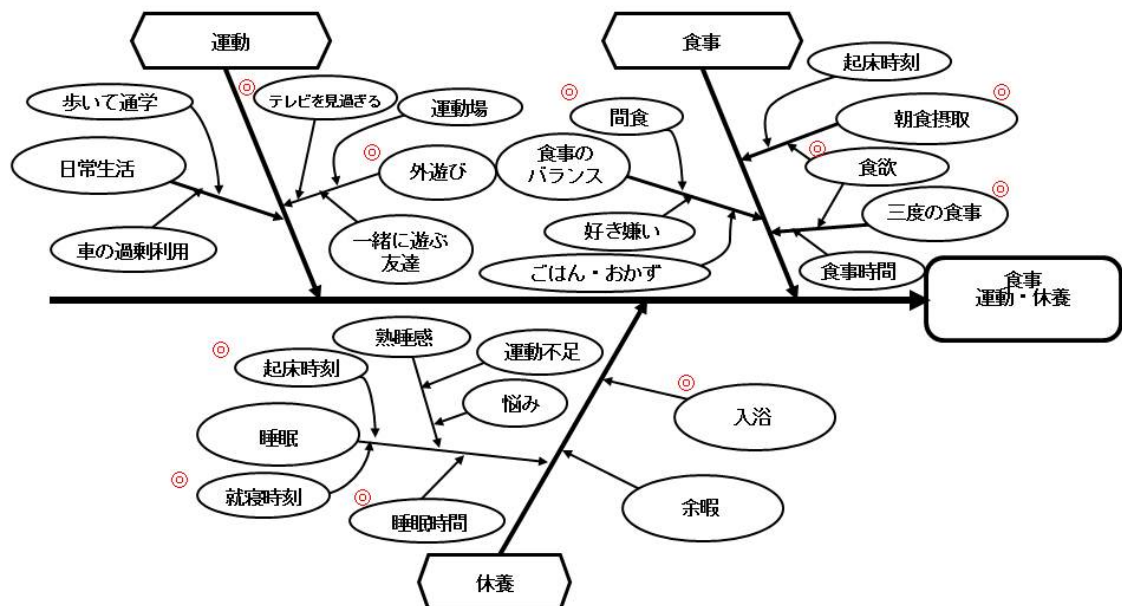 運動
食事
起床時刻
テレビを見過ぎる
歩いて通学
運動場
間食
朝食摂取
日常生活
外遊び
食事の
バランス
食欲
三度の食事
車の過剰利用
一緒に遊ぶ
友達
好き嫌い
ごはん・おかず
食事時間
食事
運動・休養
熟睡感
起床時刻
運動不足
悩み
入浴
睡眠
就寝時刻
睡眠時間
余暇
休養